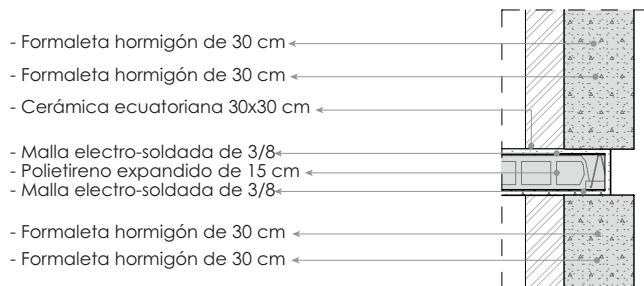 - Formaleta hormigón de 30 cm
- Formaleta hormigón de 30 cm
- Cerámica ecuatoriana 30x30 cm
- Malla electro-soldada de 3/8
- Polietireno expandido de 15 cm
- Malla electro-soldada de 3/8
- Formaleta hormigón de 30 cm
- Formaleta hormigón de 30 cm